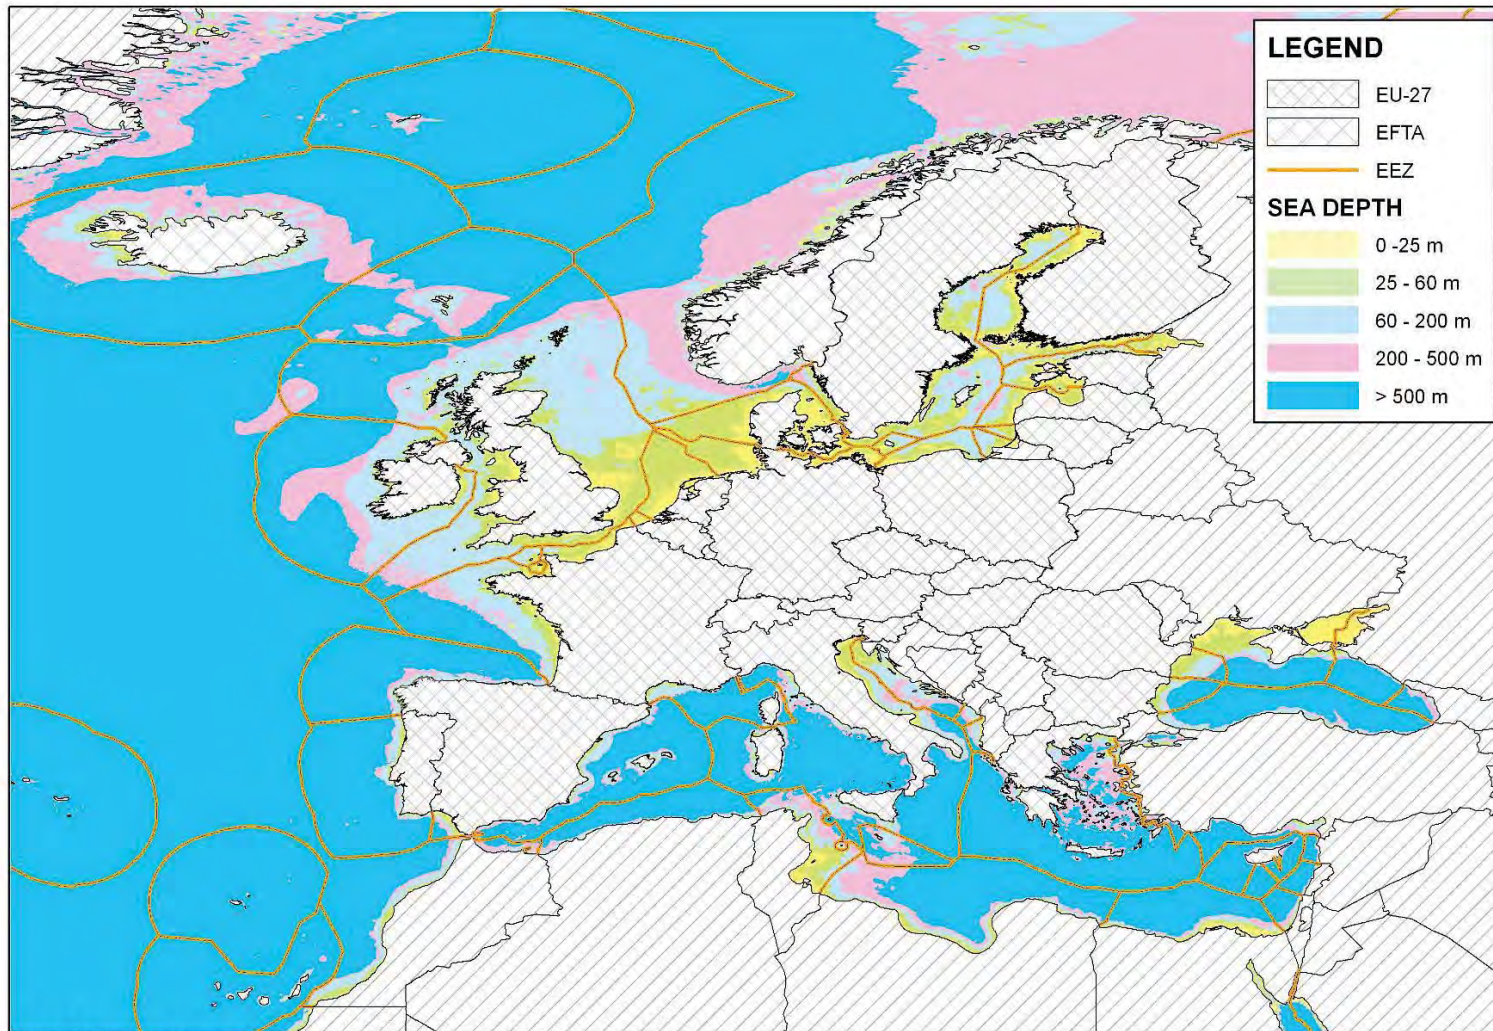 LEGEND
EU-27
EFTA
EEZ
SEA DEPTH
0 -25 m
25 - 60 m
60 - 200 m
200 - 500 m
> 500 m